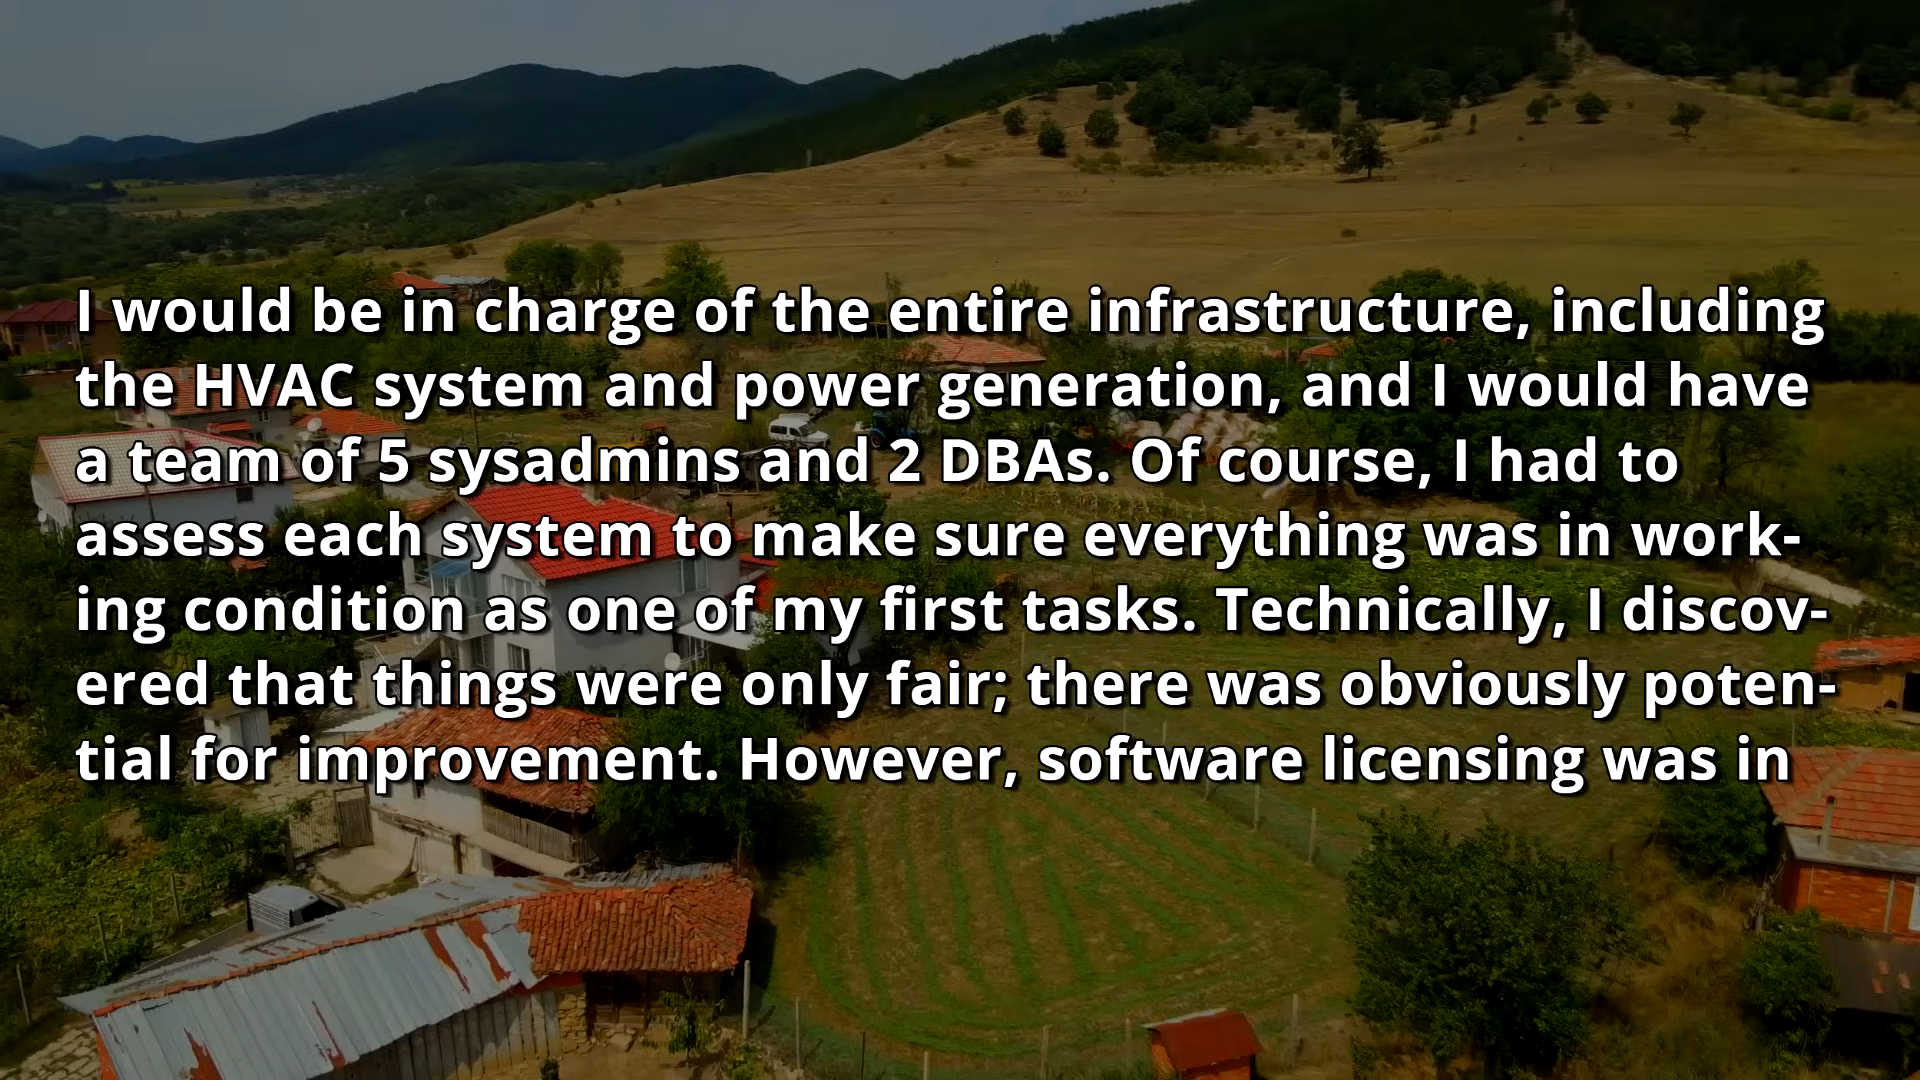 I would be in charge of the entire infrastructure, including
the HVAC system and power generation, and I would have
a team of 5 sysadmins and 2 DBAs. Of course, I had to
assess each system to make sure everything was in work-
ing condition as one of my first tasks. Technically, I discov-
ered that things were only fair; there was obviously poten-
tial for improvement. However, software licensing was in